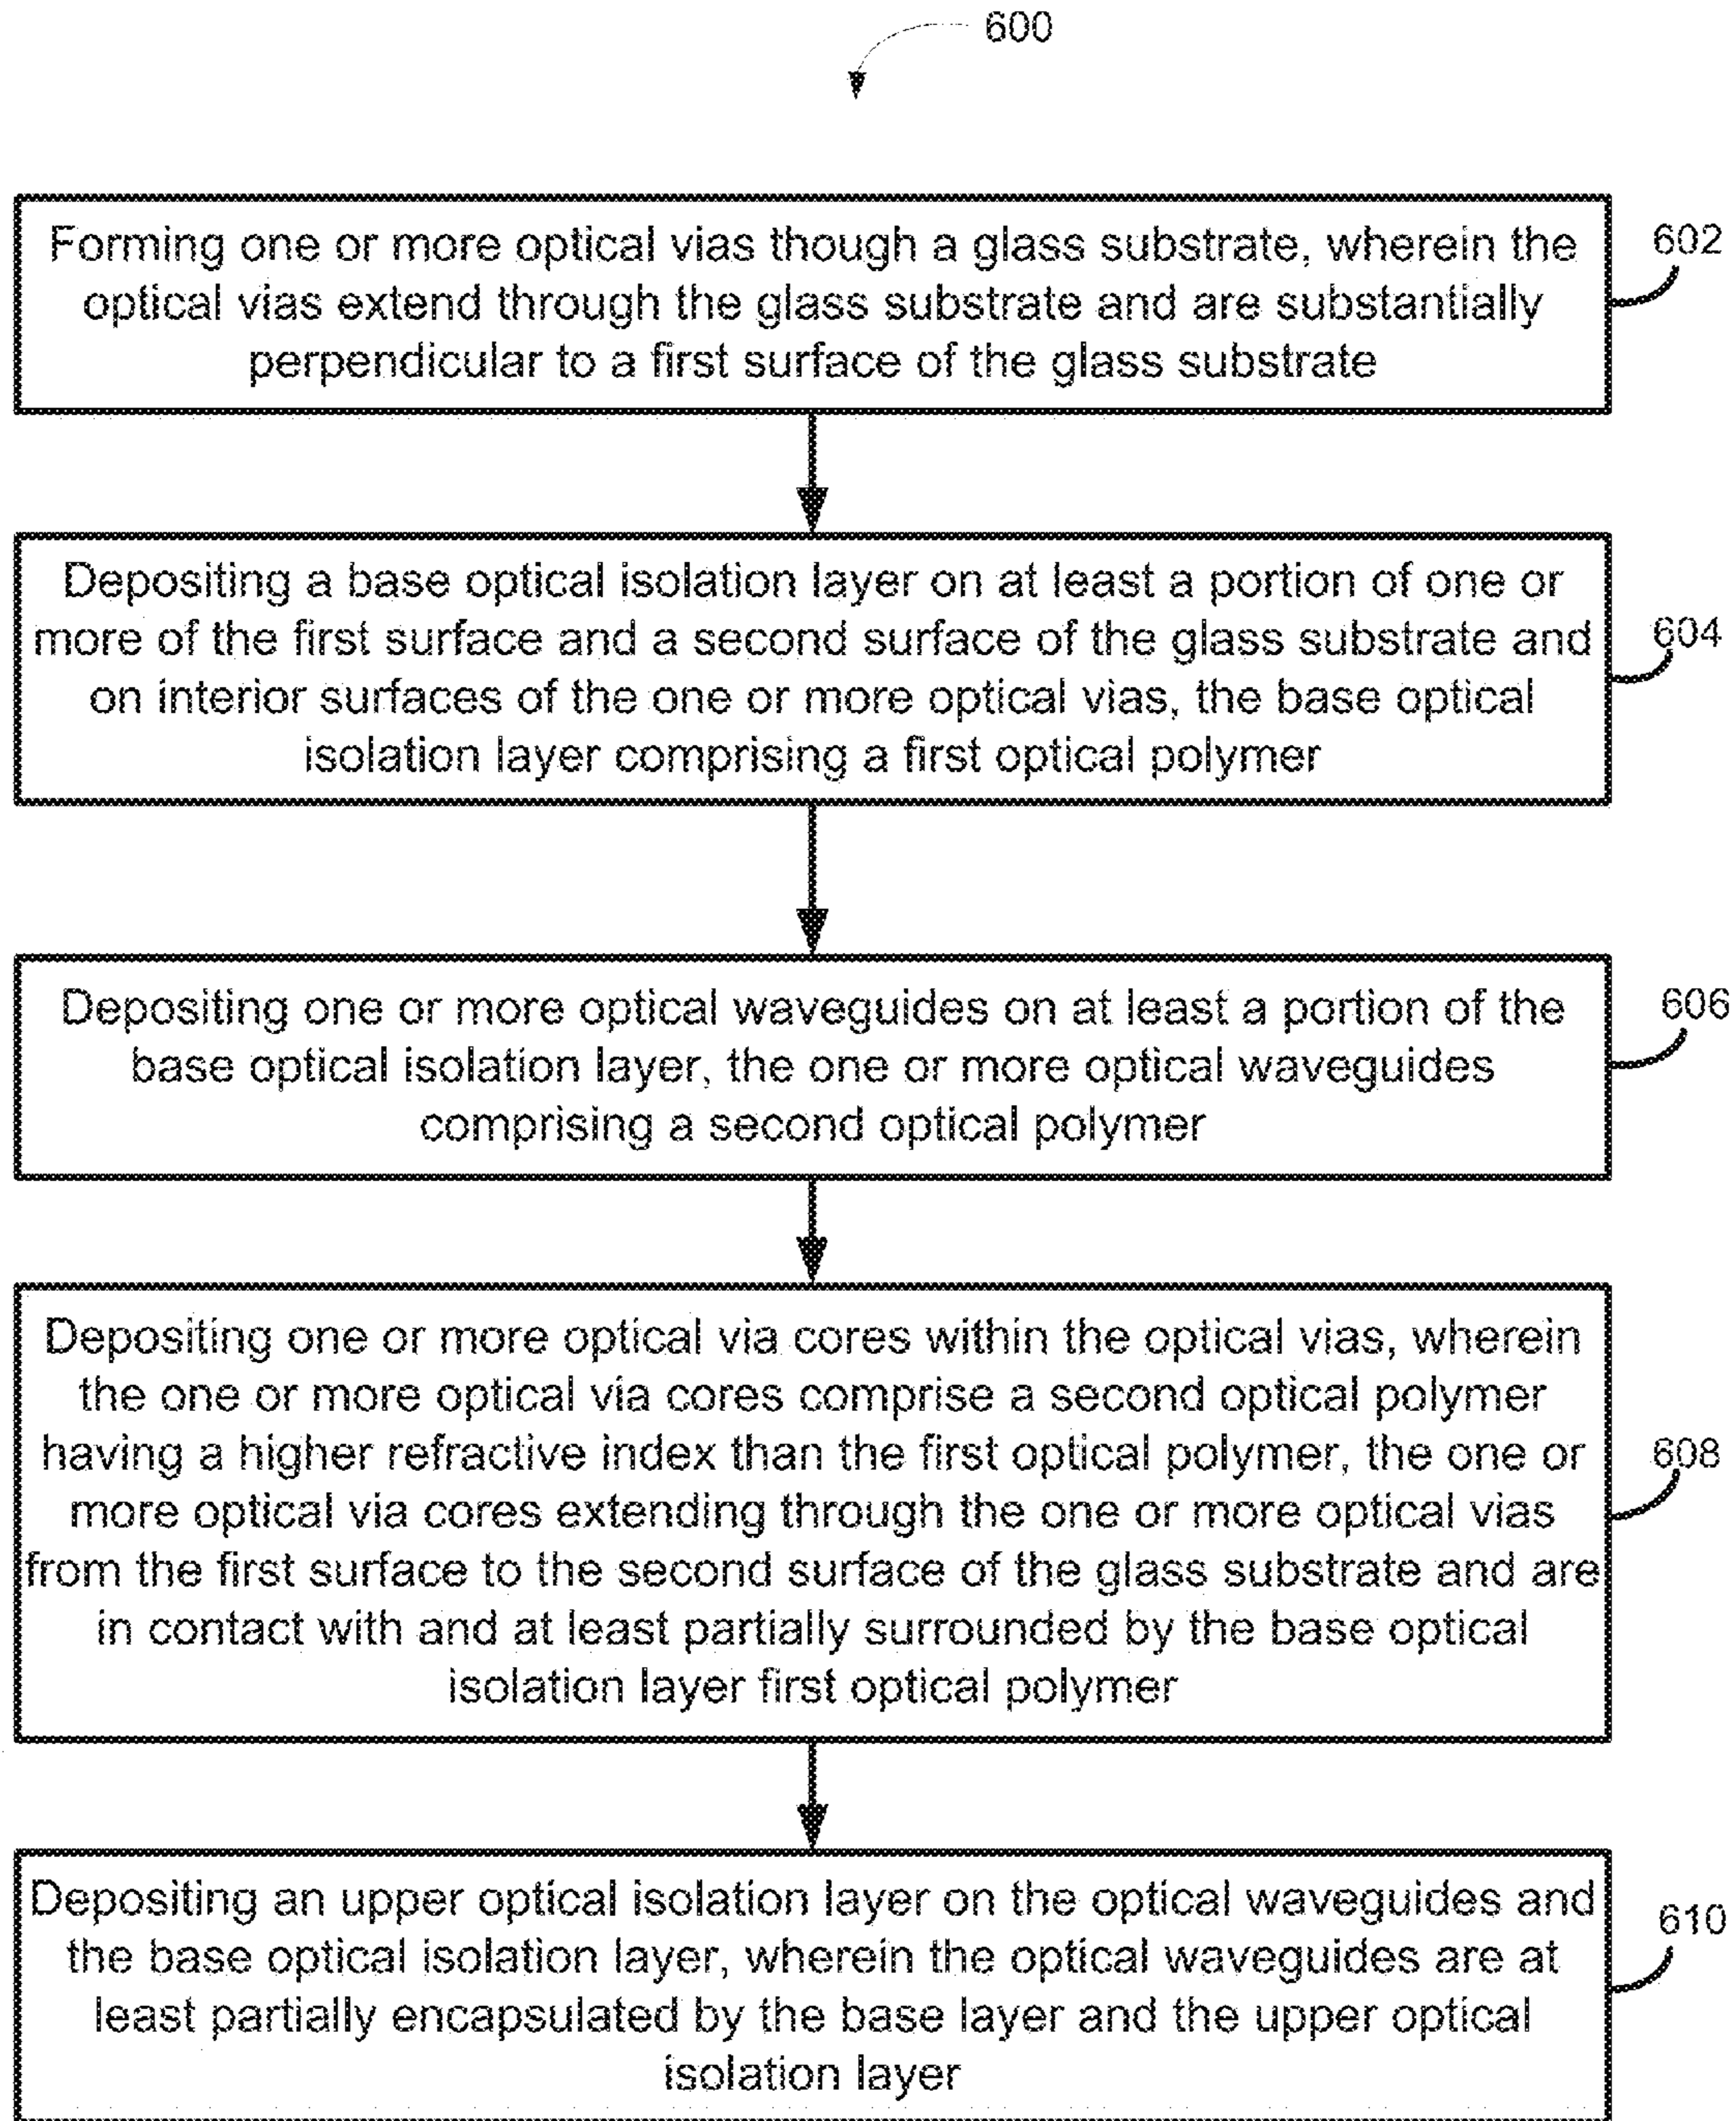 600
Forming one or more optical vias though a glass substrate, wherein the
optical vias extend through the glass substrate and are substantially
perpendicular to a first surface of the glass substrate
602
Depositing a base optical isolation layer on at least a portion of one or
more of the first surface and a second surface of the glass substrate and
on interior surfaces of the one or more optical vias, the base optical
isolation layer comprising a first optical polymer
604
Depositing one or more optical waveguides on at least a portion of the
base optical isolation layer, the one or more optical waveguides
comprising a second optical polymer
606
Depositing one or more optical via cores within the optical vias, wherein
the one or more optical via cores comprise a second optical polymer
having a higher refractive index than the first optical polymer, the one or
more optical via cores extending through the one or more optical vias
from the first surface to the second surface of the glass substrate and are
in contact with and at least partially surrounded by the base optical
isolation layer first optical polymer
608
Depositing an upper optical isolation layer on the optical waveguides and
the base optical isolation layer, wherein the optical waveguides are at
least partially encapsulated by the base layer and the upper optical
isolation layer
610